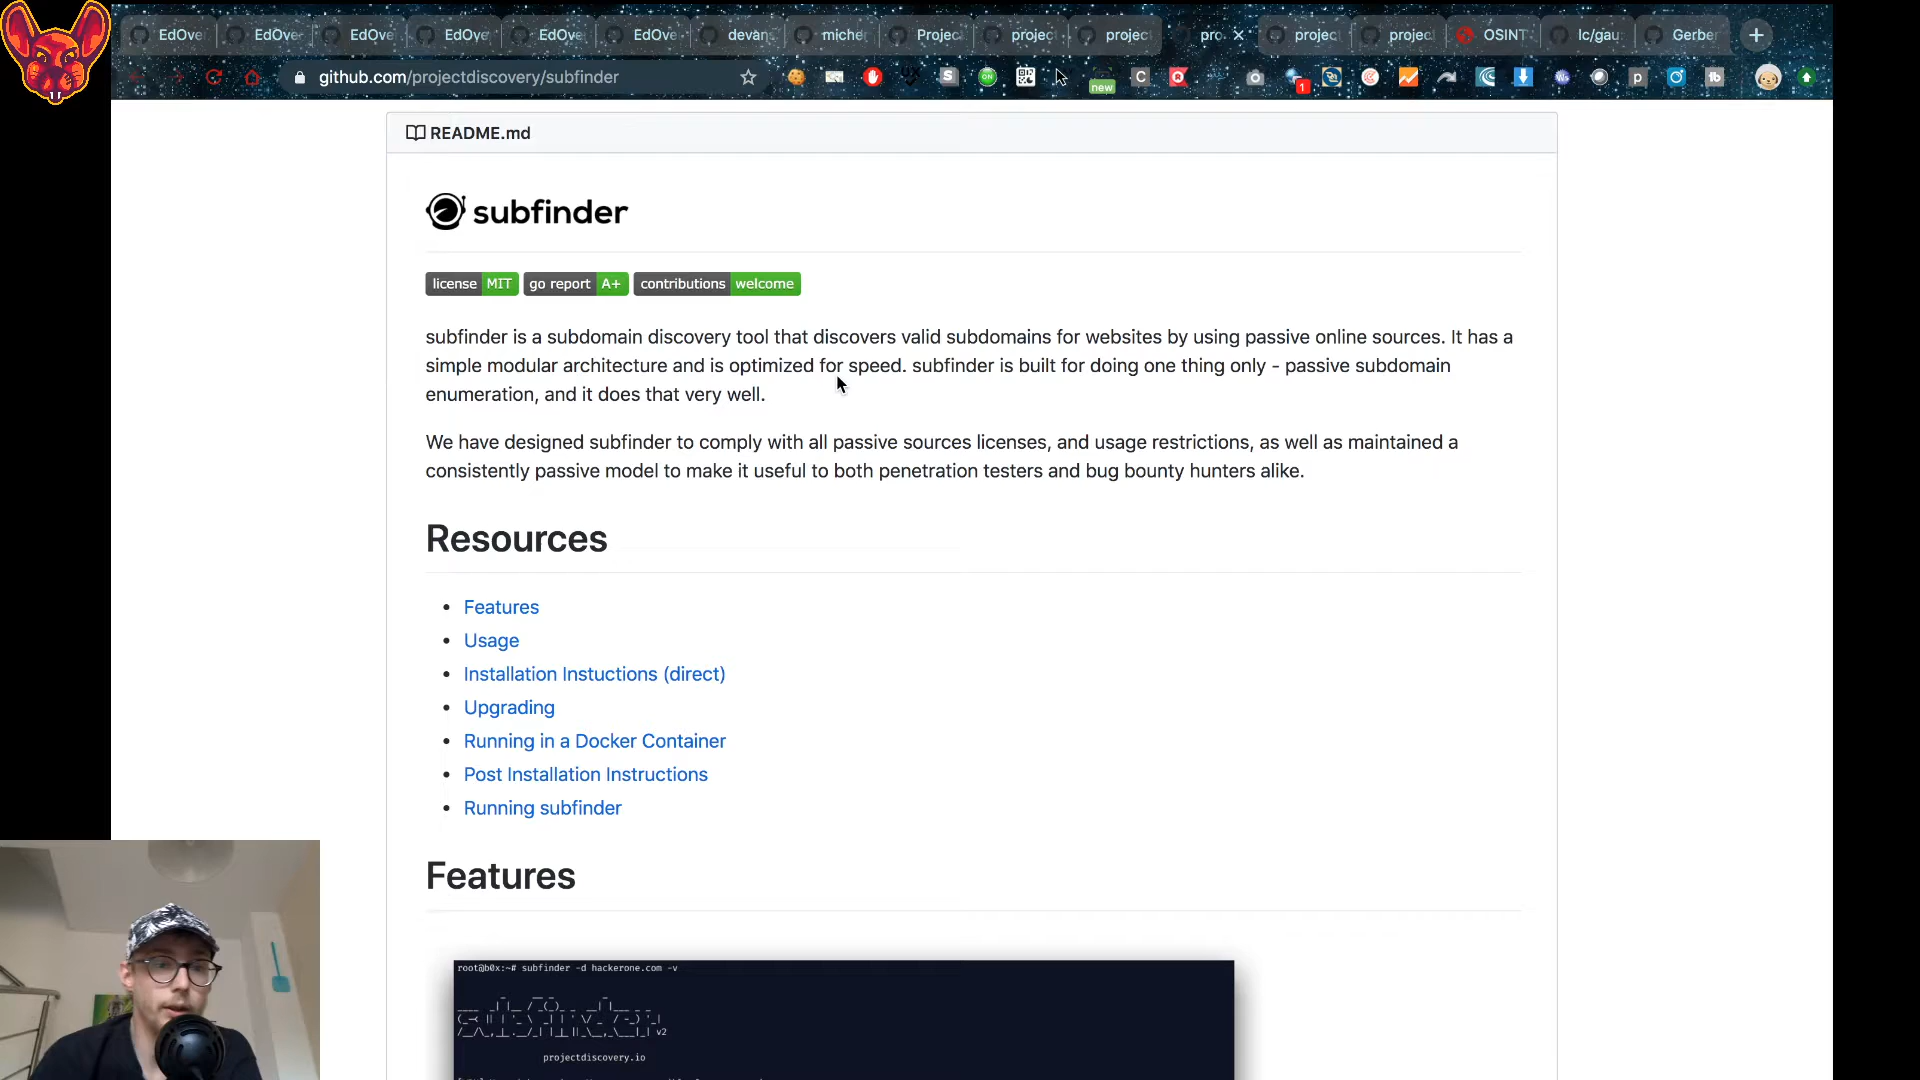 EdOve
EdOve
EdOve
EdOve
EdOve
EdOve
devan
michel
Projec
projec
project
pro
projec
projec
OSINT
lc/gau
Gerber
github.com/projectdiscovery/subfinder
new
1
README.md
subfinder
license MIT go report A+ contributions welcome
subfinder is a subdomain discovery tool that discovers valid subdomains for websites by using passive online sources. It has a
simple modular architecture and is optimized for speed. subfinder is built for doing one thing only - passive subdomain
enumeration, and it does that very well.
We have designed subfinder to comply with all passive sources licenses, and usage restrictions, as well as maintained a
consistently passive model to make it useful to both penetration testers and bug bounty hunters alike.
Resources
Features
Usage
Installation Instuctions (direct)
Upgrading
Running in a Docker Container
Post Installation Instructions
Running subfinder
Features
root@b0x:~# subfinder -d hackerone.com -v
v2
projectdiscovery.io